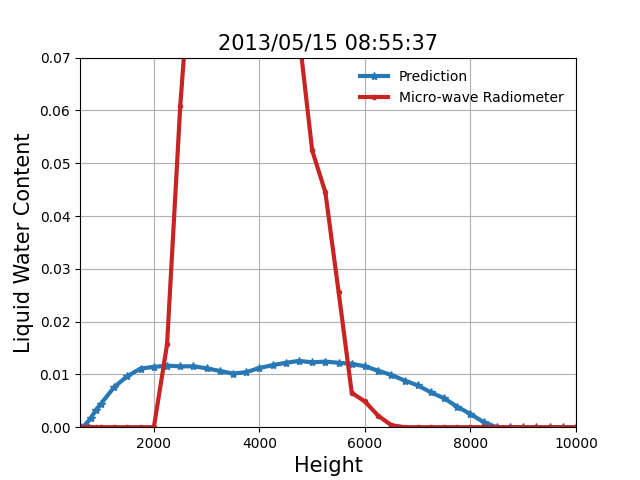 2013/05/15 08:55:37
Prediction
Micro-wave Radiometer
Liquid Water Content
0.07
0.06
0.05
0.04
0.03
0.02
0.01
0.00
2000 4000 6000 8000 10000
Height